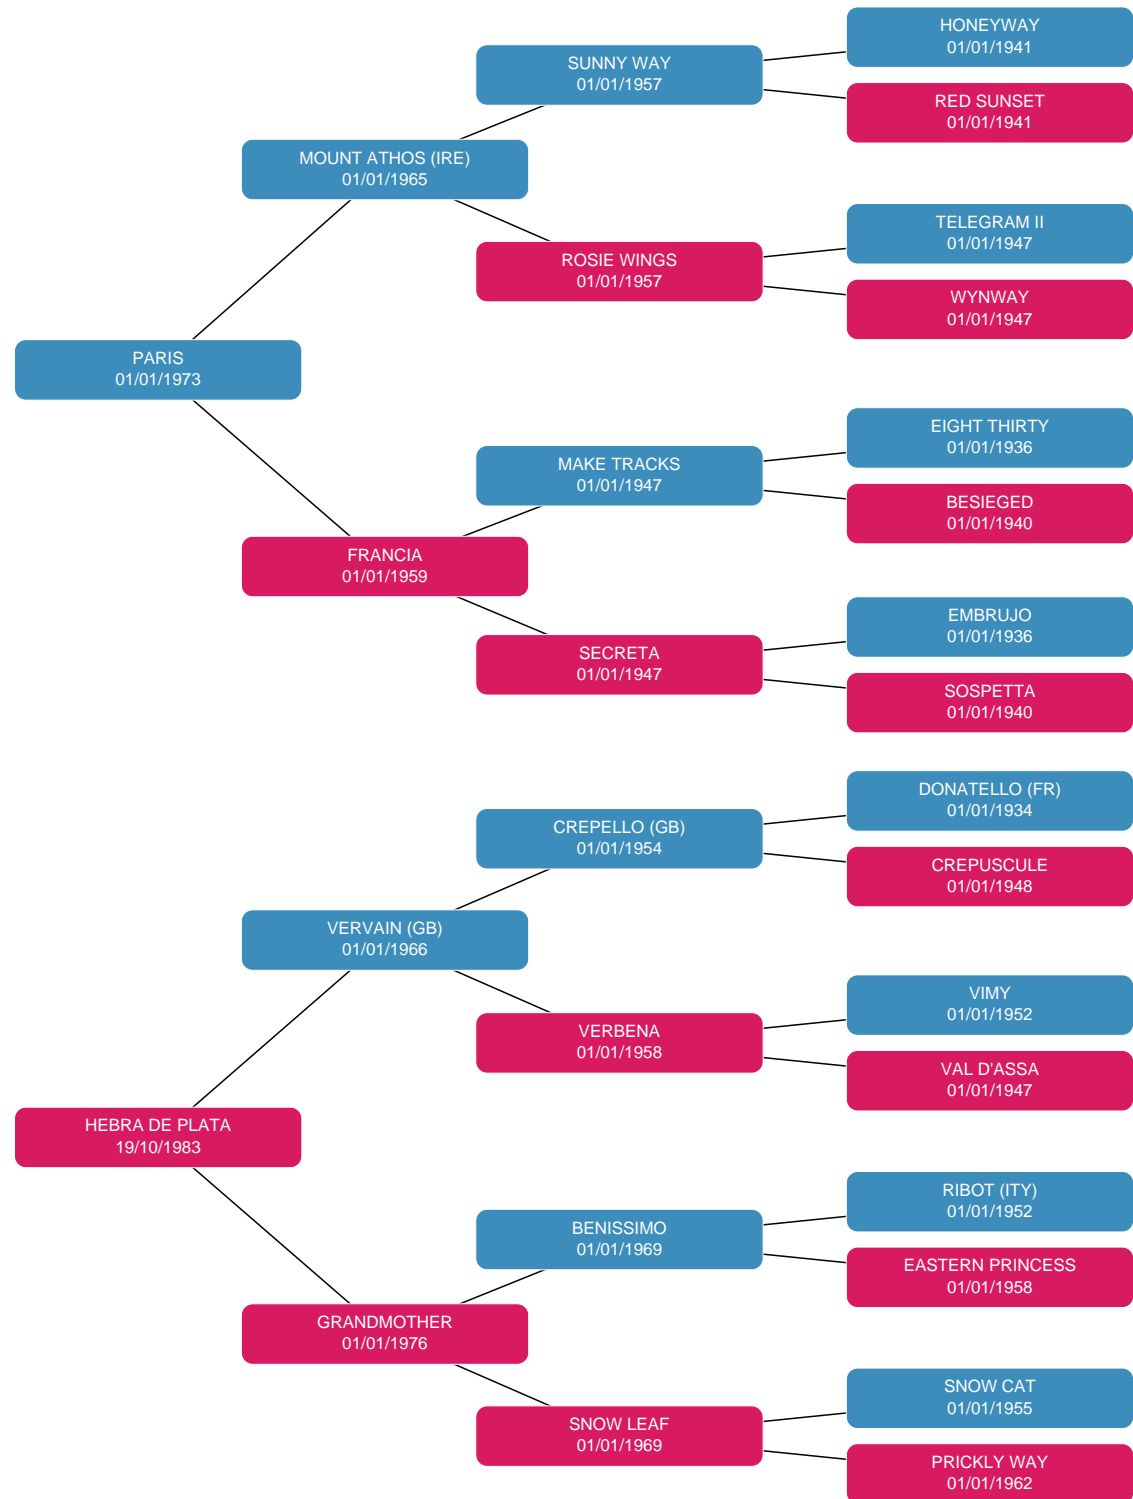 HONEYWAY
01/01/1941
SUNNY WAY
01/01/1957
RED SUNSET
01/01/1941
MOUNT ATHOS (IRE)
01/01/1965
TELEGRAM II
01/01/1947
ROSIE WINGS
01/01/1957
WYNWAY
01/01/1947
PARIS
01/01/1973
EIGHT THIRTY
01/01/1936
MAKE TRACKS
01/01/1947
BESIEGED
01/01/1940
FRANCIA
01/01/1959
EMBRUJO
01/01/1936
SECRETA
01/01/1947
SOSPETTA
01/01/1940
DONATELLO (FR)
01/01/1934
CREPELLO (GB)
01/01/1954
CREPUSCULE
01/01/1948
VERVAIN (GB)
01/01/1966
VIMY
01/01/1952
VERBENA
01/01/1958
VAL D'ASSA
01/01/1947
HEBRA DE PLATA
19/10/1983
RIBOT (ITY)
01/01/1952
BENISSIMO
01/01/1969
EASTERN PRINCESS
01/01/1958
GRANDMOTHER
01/01/1976
SNOW CAT
01/01/1955
SNOW LEAF
01/01/1969
PRICKLY WAY
01/01/1962